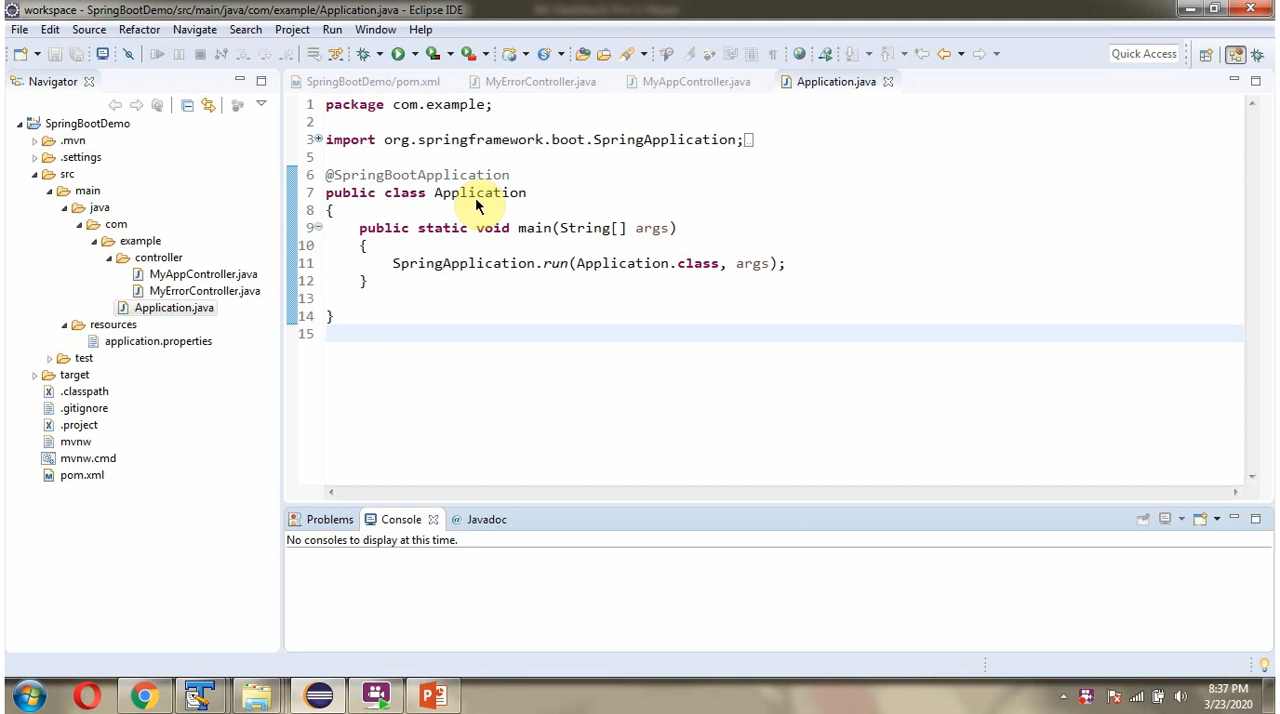 workspace - SpringBootDemo/src/main/java/com/example/Application.java - Eclipse IDE
File Edit Source Refactor Navigate Search Project Run Window Help
Quick Access
Navigator
SpringBootDemo/pom.xml MyErrorController.java MyAppController.java Application.java
SpringBootDemo
.mvn
.settings
src
main
java
com
example
controller
MyAppController.java
MyErrorController.java
Application.java
resources
application.properties
test
target
.classpath
.gitignore
.project
mvnw
mvnw.cmd
pom.xml
1 package com.example;
2
3 import org.springframework.boot.SpringApplication;
5
6 @SpringBootApplication
7 public class Application
8 {
9 public static void main(String[] args)
10 {
11 SpringApplication.run(Application.class, args);
12 }
13
14 }
15
Problems Console @ Javadoc
No consoles to display at this time.
8:37 PM
3/23/2020